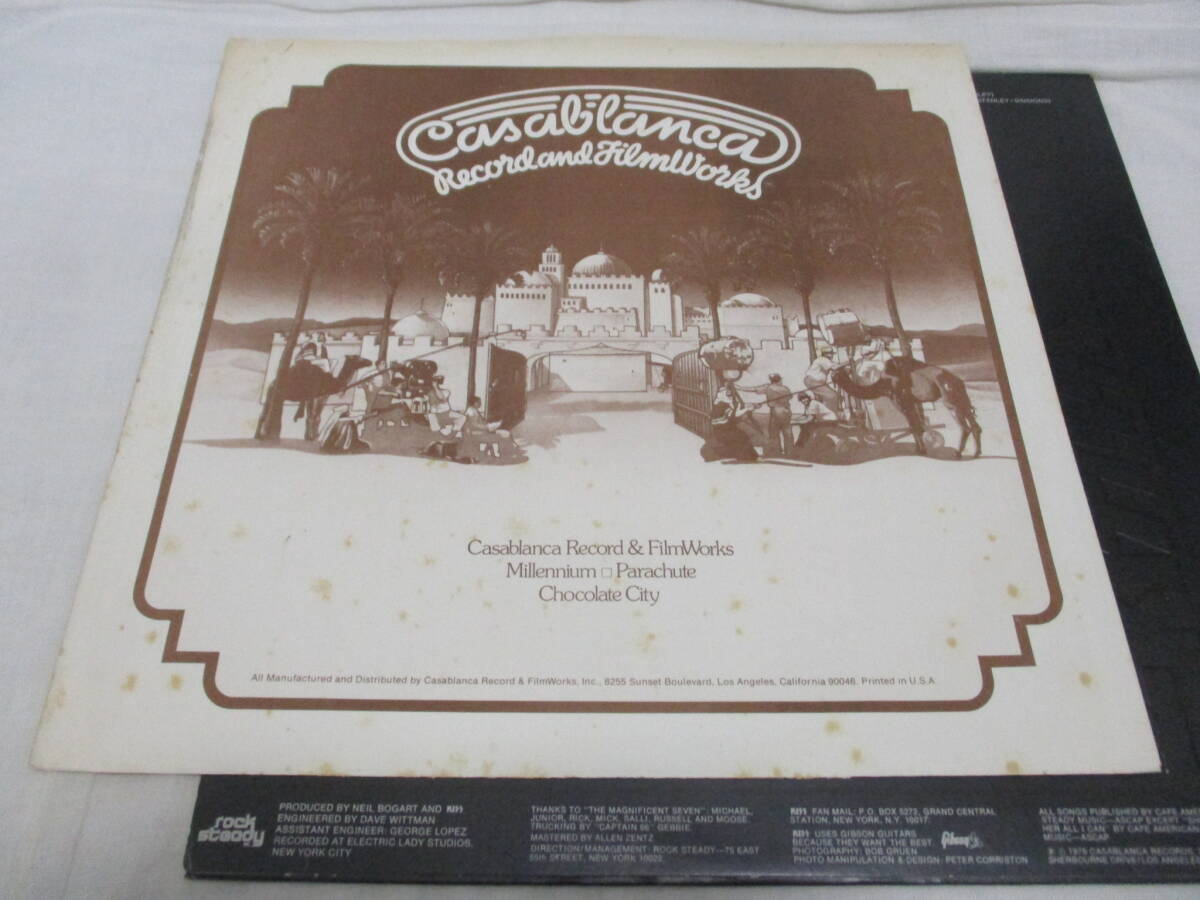 Casablanca
Record and FilmWorks
Casablanca Record & FilmWorks
Millennium □ Parachute
Chocolate City
All Manufactured and Distributed by Casablanca Record & FilmWorks, Inc., 8255 Sunset Boulevard, Los Angeles, California 90046. Printed in U.S.A.
STANLEY • SIMMONS)
rock
steady
PRODUCED BY NEIL BOGART AND KISS
ENGINEERED BY DAVE WITTMAN
ASSISTANT ENGINEER: GEORGE LOPEZ
RECORDED AT ELECTRIC LADY STUDIOS,
NEW YORK CITY
THANKS TO "THE MAGNIFICENT SEVEN": MICHAEL,
JUNIOR, RICK, MICK, BALLI, RUSSELL AND MOOSE.
TRUCKING BY "CAPTAIN 66" GEBBIE.
MASTERED BY ALLEN ZENTZ
DIRECTION/MANAGEMENT: ROCK STEADY—75 EAST
55th STREET, NEW YORK 10022.
KISS FAN MAIL: P.O. BOX 5272, GRAND CENTRAL
STATION, NEW YORK, N.Y. 10017.
KISS USES GIBSON GUITARS
BECAUSE THEY WANT THE BEST.
Gibson
PHOTOGRAPHY: BOB GRUEN
PHOTO MANIPULATION & DESIGN: PETER CORRISTON
ALL SONGS PUBLISHED BY CAFE
STEADY MUSIC—ASCAP EXCEPT
HER ALL I CAN" BY CAFE AMERICAN
MUSIC—ASCAP
℗ © 1975 CASABLANCA RECORDS
SHERBOURNE DRIVE/LOS ANGELES